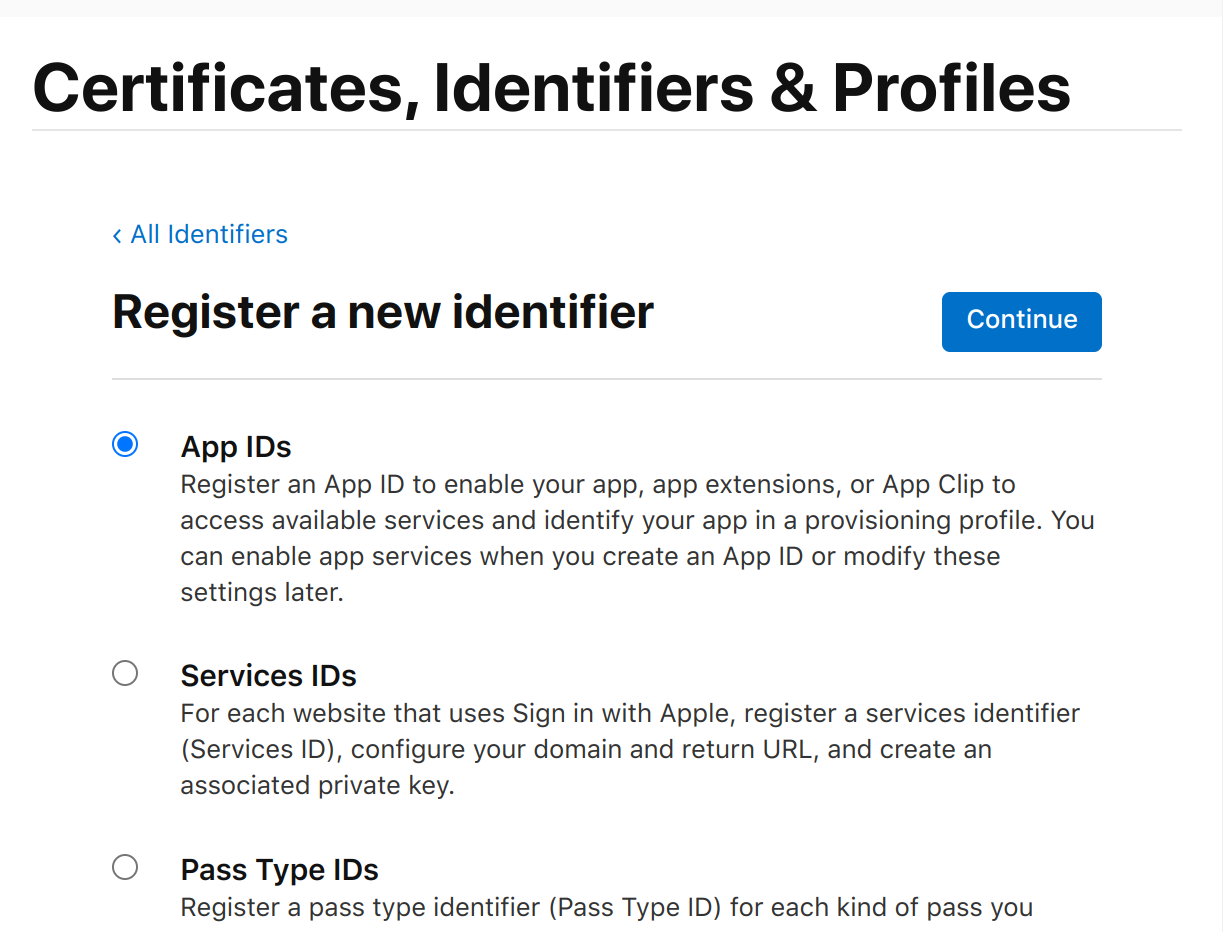 Certificates, Identifiers & Profiles
‹ All Identifiers
Register a new identifier
Continue
App IDs
Register an App ID to enable your app, app extensions, or App Clip to
access available services and identify your app in a provisioning profile. You
can enable app services when you create an App ID or modify these
settings later.
Services IDs
For each website that uses Sign in with Apple, register a services identifier
(Services ID), configure your domain and return URL, and create an
associated private key.
Pass Type IDs
Register a pass type identifier (Pass Type ID) for each kind of pass you